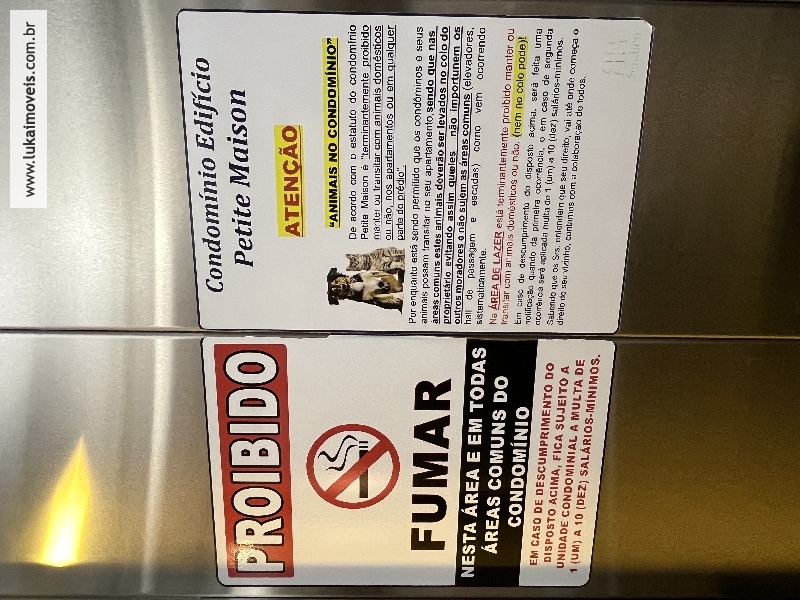 www.lukaimoveis.com.br
Condomínio Edifício
Petite Maison
ATENÇÃO
“ANIMAIS NO CONDOMÍNIO”
De acordo com o estatuto do condomínio
Petite Maison é “terminantemente proibido
manter ou transitar com animais domésticos
ou não, nos apartamentos ou em qualquer
parte do prédio”.
Por enquanto está sendo permitido que os condôminos e seus
animais possam transitar no seu apartamento, sendo que nas
áreas comuns estes animais deverão ser levados no colo do
proprietário evitando assim que eles não importunem os
outros moradores e não sujem as áreas comuns (elevadores,
hall de passagem e escadas) como vem ocorrendo
sistematicamente.
Na ÁREA DE LAZER está terminantemente proibido manter ou
transitar com animais domésticos ou não. (nem no colo pode)!
Em caso de descumprimento do disposto acima, será feita uma
notificação quando da primeira ocorrência, e em caso de segunda
ocorrência será aplicada multa de 1 (um) a 10 (dez) salários-mínimos.
Sabendo que os Srs. entendem que seu direito, vai até onde começa o
direito do seu vizinho, contamos com a colaboração de todos.
PROIBIDO
FUMAR
NESTA ÁREA E EM TODAS
ÁREAS COMUNS DO
CONDOMÍNIO
EM CASO DE DESCUMPRIMENTO DO
DISPOSTO ACIMA, FICA SUJEITO A
UNIDADE CONDOMINIAL A MULTA DE
1 (UM) A 10 (DEZ) SALÁRIOS-MÍNIMOS.